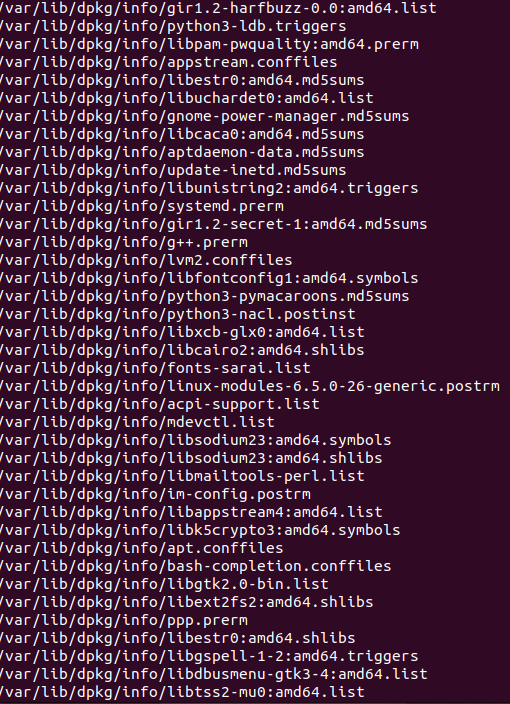 /var/lib/dpkg/info/gir1.2-harfbuzz-0.0:amd64.list
/var/lib/dpkg/info/python3-ldb.triggers
/var/lib/dpkg/info/libpam-pwquality:amd64.prerm
/var/lib/dpkg/info/appstream.conffiles
/var/lib/dpkg/info/libestr0:amd64.md5sums
/var/lib/dpkg/info/libuchardet0:amd64.list
/var/lib/dpkg/info/gnome-power-manager.md5sums
/var/lib/dpkg/info/libcaca0:amd64.md5sums
/var/lib/dpkg/info/aptdaemon-data.md5sums
/var/lib/dpkg/info/update-inetd.md5sums
/var/lib/dpkg/info/libunistring2:amd64.triggers
/var/lib/dpkg/info/systemd.prerm
/var/lib/dpkg/info/gir1.2-secret-1:amd64.md5sums
/var/lib/dpkg/info/g++.prerm
/var/lib/dpkg/info/lvm2.conffiles
/var/lib/dpkg/info/libfontconfig1:amd64.symbols
/var/lib/dpkg/info/python3-pymacaroons.md5sums
/var/lib/dpkg/info/python3-nacl.postinst
/var/lib/dpkg/info/libxcb-glx0:amd64.list
/var/lib/dpkg/info/libcairo2:amd64.shlibs
/var/lib/dpkg/info/fonts-sarai.list
/var/lib/dpkg/info/linux-modules-6.5.0-26-generic.postrm
/var/lib/dpkg/info/acpi-support.list
/var/lib/dpkg/info/mdevctl.list
/var/lib/dpkg/info/libsodium23:amd64.symbols
/var/lib/dpkg/info/libsodium23:amd64.shlibs
/var/lib/dpkg/info/libmailtools-perl.list
/var/lib/dpkg/info/im-config.postrm
/var/lib/dpkg/info/libappstream4:amd64.list
/var/lib/dpkg/info/libk5crypto3:amd64.symbols
/var/lib/dpkg/info/apt.conffiles
/var/lib/dpkg/info/bash-completion.conffiles
/var/lib/dpkg/info/libgtk2.0-bin.list
/var/lib/dpkg/info/libext2fs2:amd64.shlibs
/var/lib/dpkg/info/ppp.prerm
/var/lib/dpkg/info/libestr0:amd64.shlibs
/var/lib/dpkg/info/libgspell-1-2:amd64.triggers
/var/lib/dpkg/info/libdbusmenu-gtk3-4:amd64.list
/var/lib/dpkg/info/libtss2-mu0:amd64.list